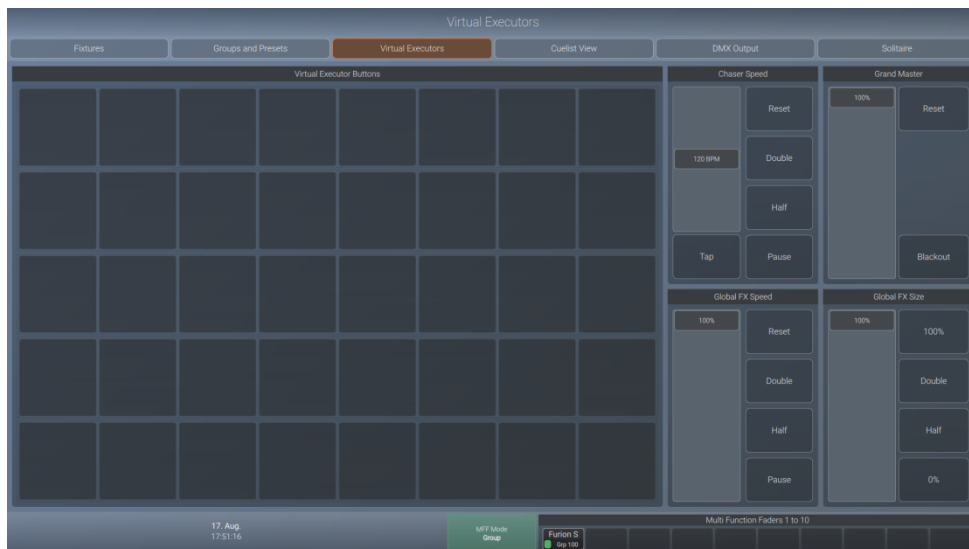 Virtual Executors
Fixtures
Groups and Presets
Virtual Executors
Cuelist View
DMX Output
Solitaire
Virtual Executor Buttons
Chaser Speed
120 BPM
Reset
Double
Half
Tap
Pause
Grand Master
100%
Reset
Blackout
Global FX Speed
100%
Reset
Double
Half
Pause
Global FX Size
100%
100%
Double
Half
0%
17. Aug.
17:51:16
MFF Mode
Group
Multi Function Faders 1 to 10
Furion S
Grp 100